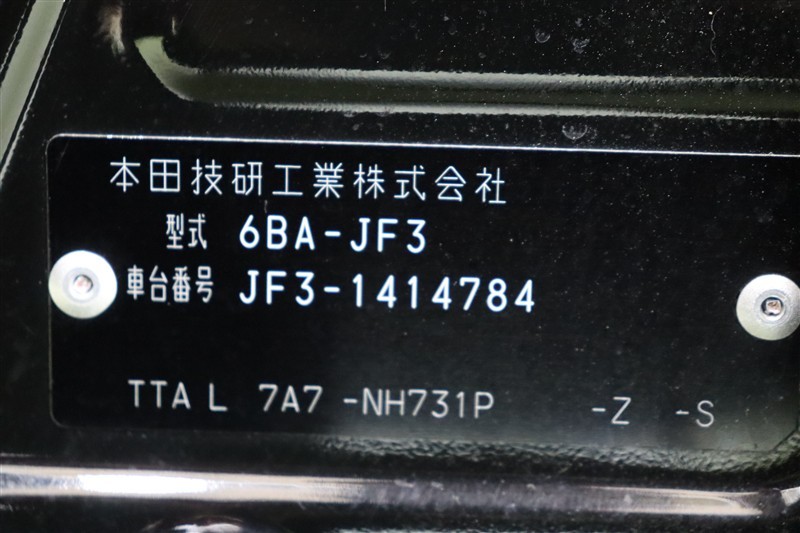 本田技研工業株式会社
型式 6BA-JF3
車台番号 JF3-1414784
TTA L 7A7 -NH731P -Z -S